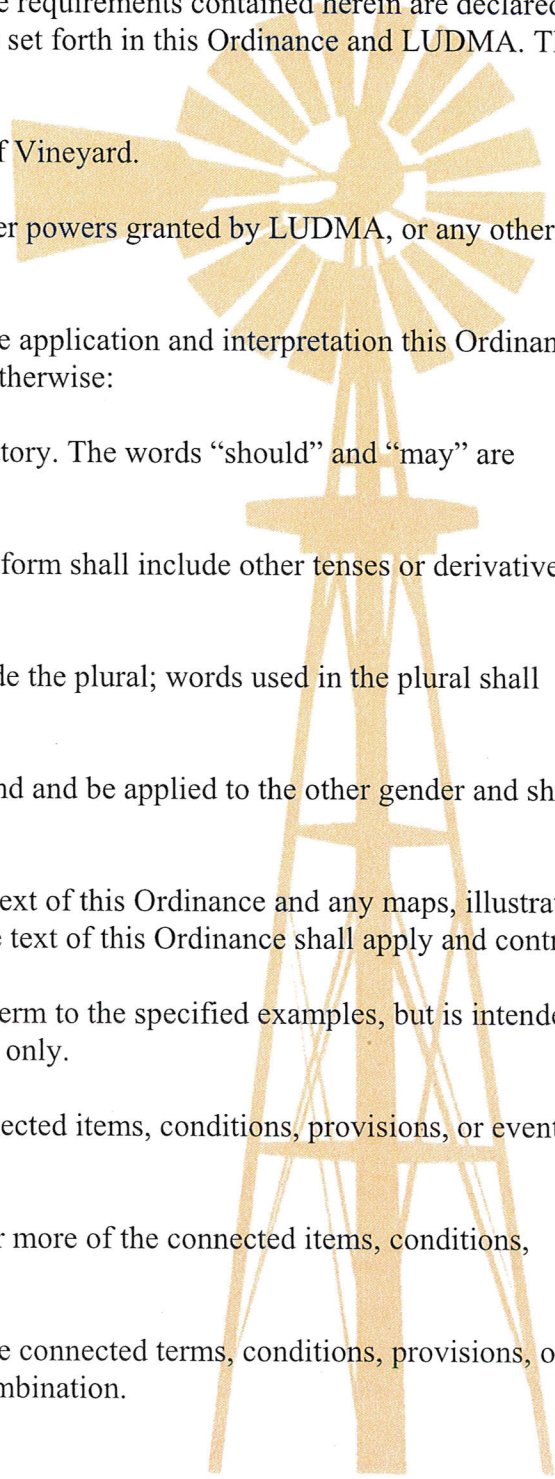 e requirements contained herein are declared
set forth in this Ordinance and LUDMA. Th
f Vineyard.
er powers granted by LUDMA, or any other
e application and interpretation this Ordinan
therwise:
tory. The words “should” and “may” are
form shall include other tenses or derivative
de the plural; words used in the plural shall
nd and be applied to the other gender and sh
ext of this Ordinance and any maps, illustra
e text of this Ordinance shall apply and contr
erm to the specified examples, but is intende
only.
ected items, conditions, provisions, or event
r more of the connected items, conditions,
e connected terms, conditions, provisions, o
mbination.